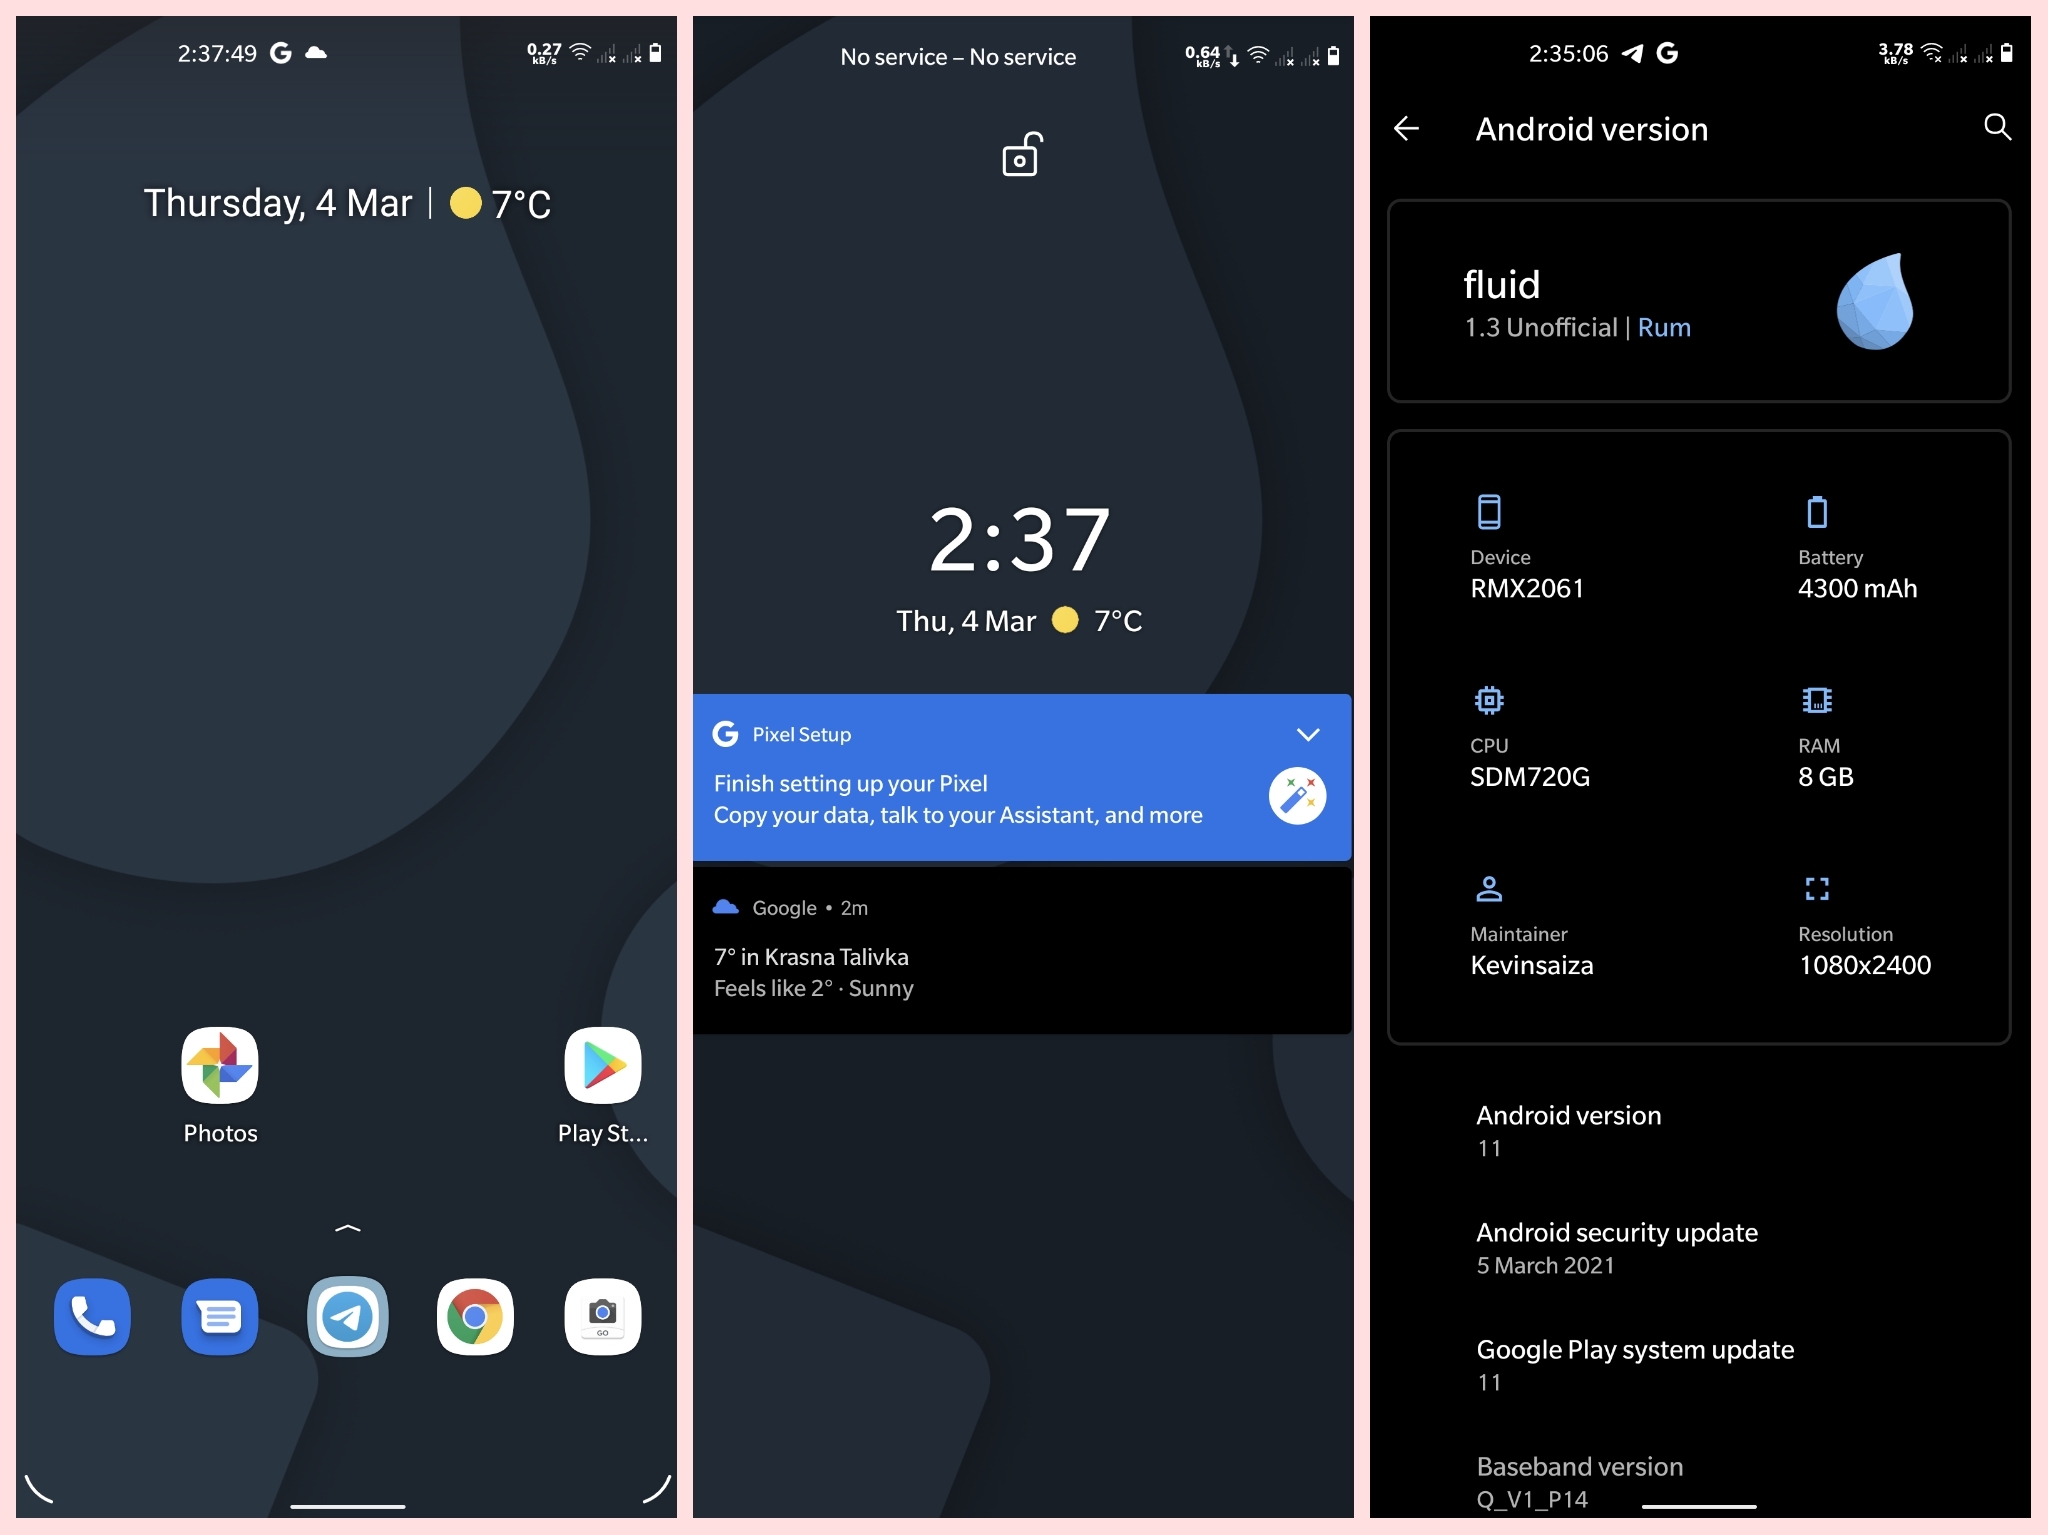 2:37:49
0.27
kB/s
Thursday, 4 Mar | 7°C
Photos
Play St...
GO
No service – No service
0.64
kB/s
2:37
Thu, 4 Mar 7°C
Pixel Setup
Finish setting up your Pixel
Copy your data, talk to your Assistant, and more
Google • 2m
7° in Krasna Talivka
Feels like 2° · Sunny
2:35:06
3.78
kB/s
Android version
fluid
1.3 Unofficial | Rum
Device
RMX2061
Battery
4300 mAh
CPU
SDM720G
RAM
8 GB
Maintainer
Kevinsaiza
Resolution
1080x2400
Android version
11
Android security update
5 March 2021
Google Play system update
11
Baseband version
Q_V1_P14